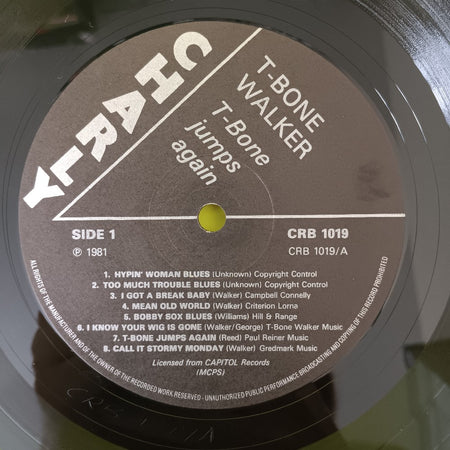 CHARLY
T-BONE
WALKER
T-Bone
jumps
again
SIDE 1
CRB 1019
℗ 1981
CRB 1019/A
1. HYPIN' WOMAN BLUES (Unknown) Copyright Control
2. TOO MUCH TROUBLE BLUES (Unknown) Copyright Control
3. I GOT A BREAK BABY (Walker) Campbell Connelly
4. MEAN OLD WORLD (Walker) Criterion Lorna
5. BOBBY SOX BLUES (Williams) Hill & Range
6. I KNOW YOUR WIG IS GONE (Walker/George) T-Bone Walker Music
7. T-BONE JUMPS AGAIN (Reed) Paul Reiner Music
8. CALL IT STORMY MONDAY (Walker) Gredmark Music
Licensed from CAPITOL Records
(MCPS)
ALL RIGHTS OF THE MANUFACTURER AND OF THE OWNER OF THE RECORDED WORK RESERVED · UNAUTHORIZED PUBLIC PERFORMANCE BROADCASTING AND COPYING OF THIS RECORD PROHIBITED